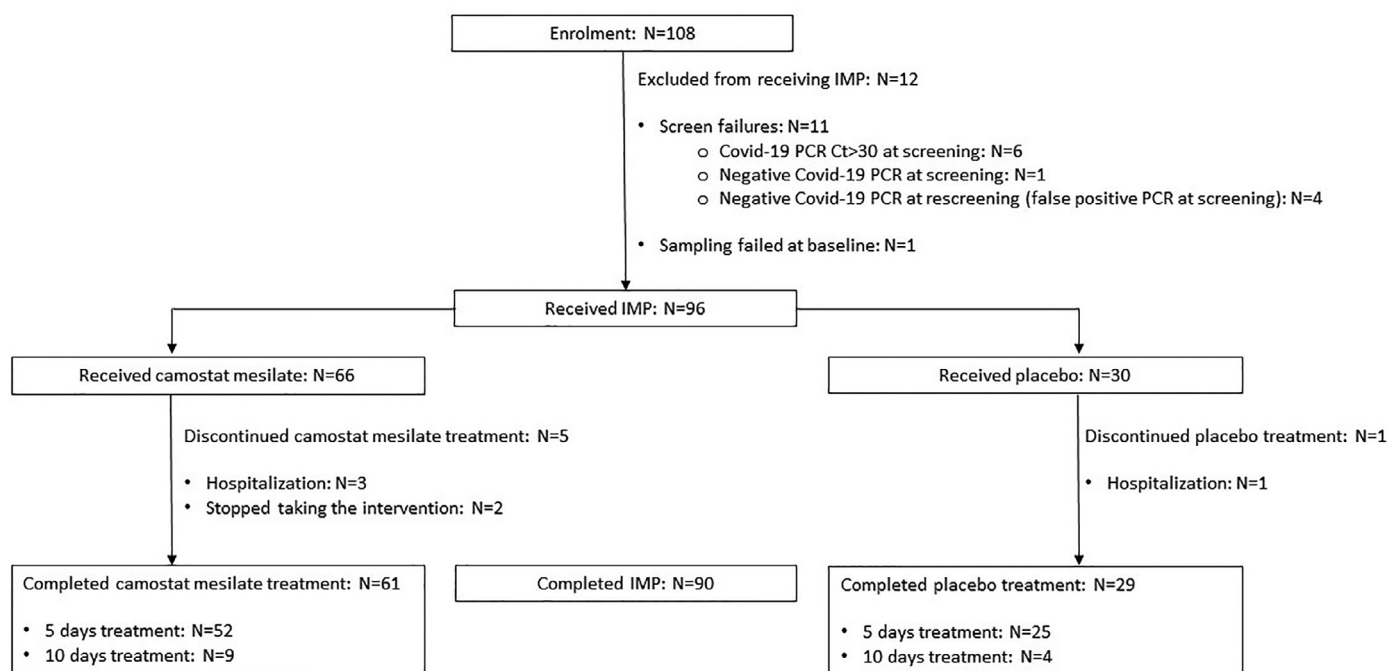 Enrolment: N=108
Excluded from receiving IMP: N=12
• Screen failures: N=11
o Covid-19 PCR Ct>30 at screening: N=6
o Negative Covid-19 PCR at screening: N=1
o Negative Covid-19 PCR at rescreening (false positive PCR at screening): N=4
• Sampling failed at baseline: N=1
Received IMP: N=96
Received camostat mesilate: N=66
Received placebo: N=30
Discontinued camostat mesilate treatment: N=5
• Hospitalization: N=3
• Stopped taking the intervention: N=2
Discontinued placebo treatment: N=1
• Hospitalization: N=1
Completed camostat mesilate treatment: N=61
• 5 days treatment: N=52
• 10 days treatment: N=9
Completed IMP: N=90
Completed placebo treatment: N=29
• 5 days treatment: N=25
• 10 days treatment: N=4